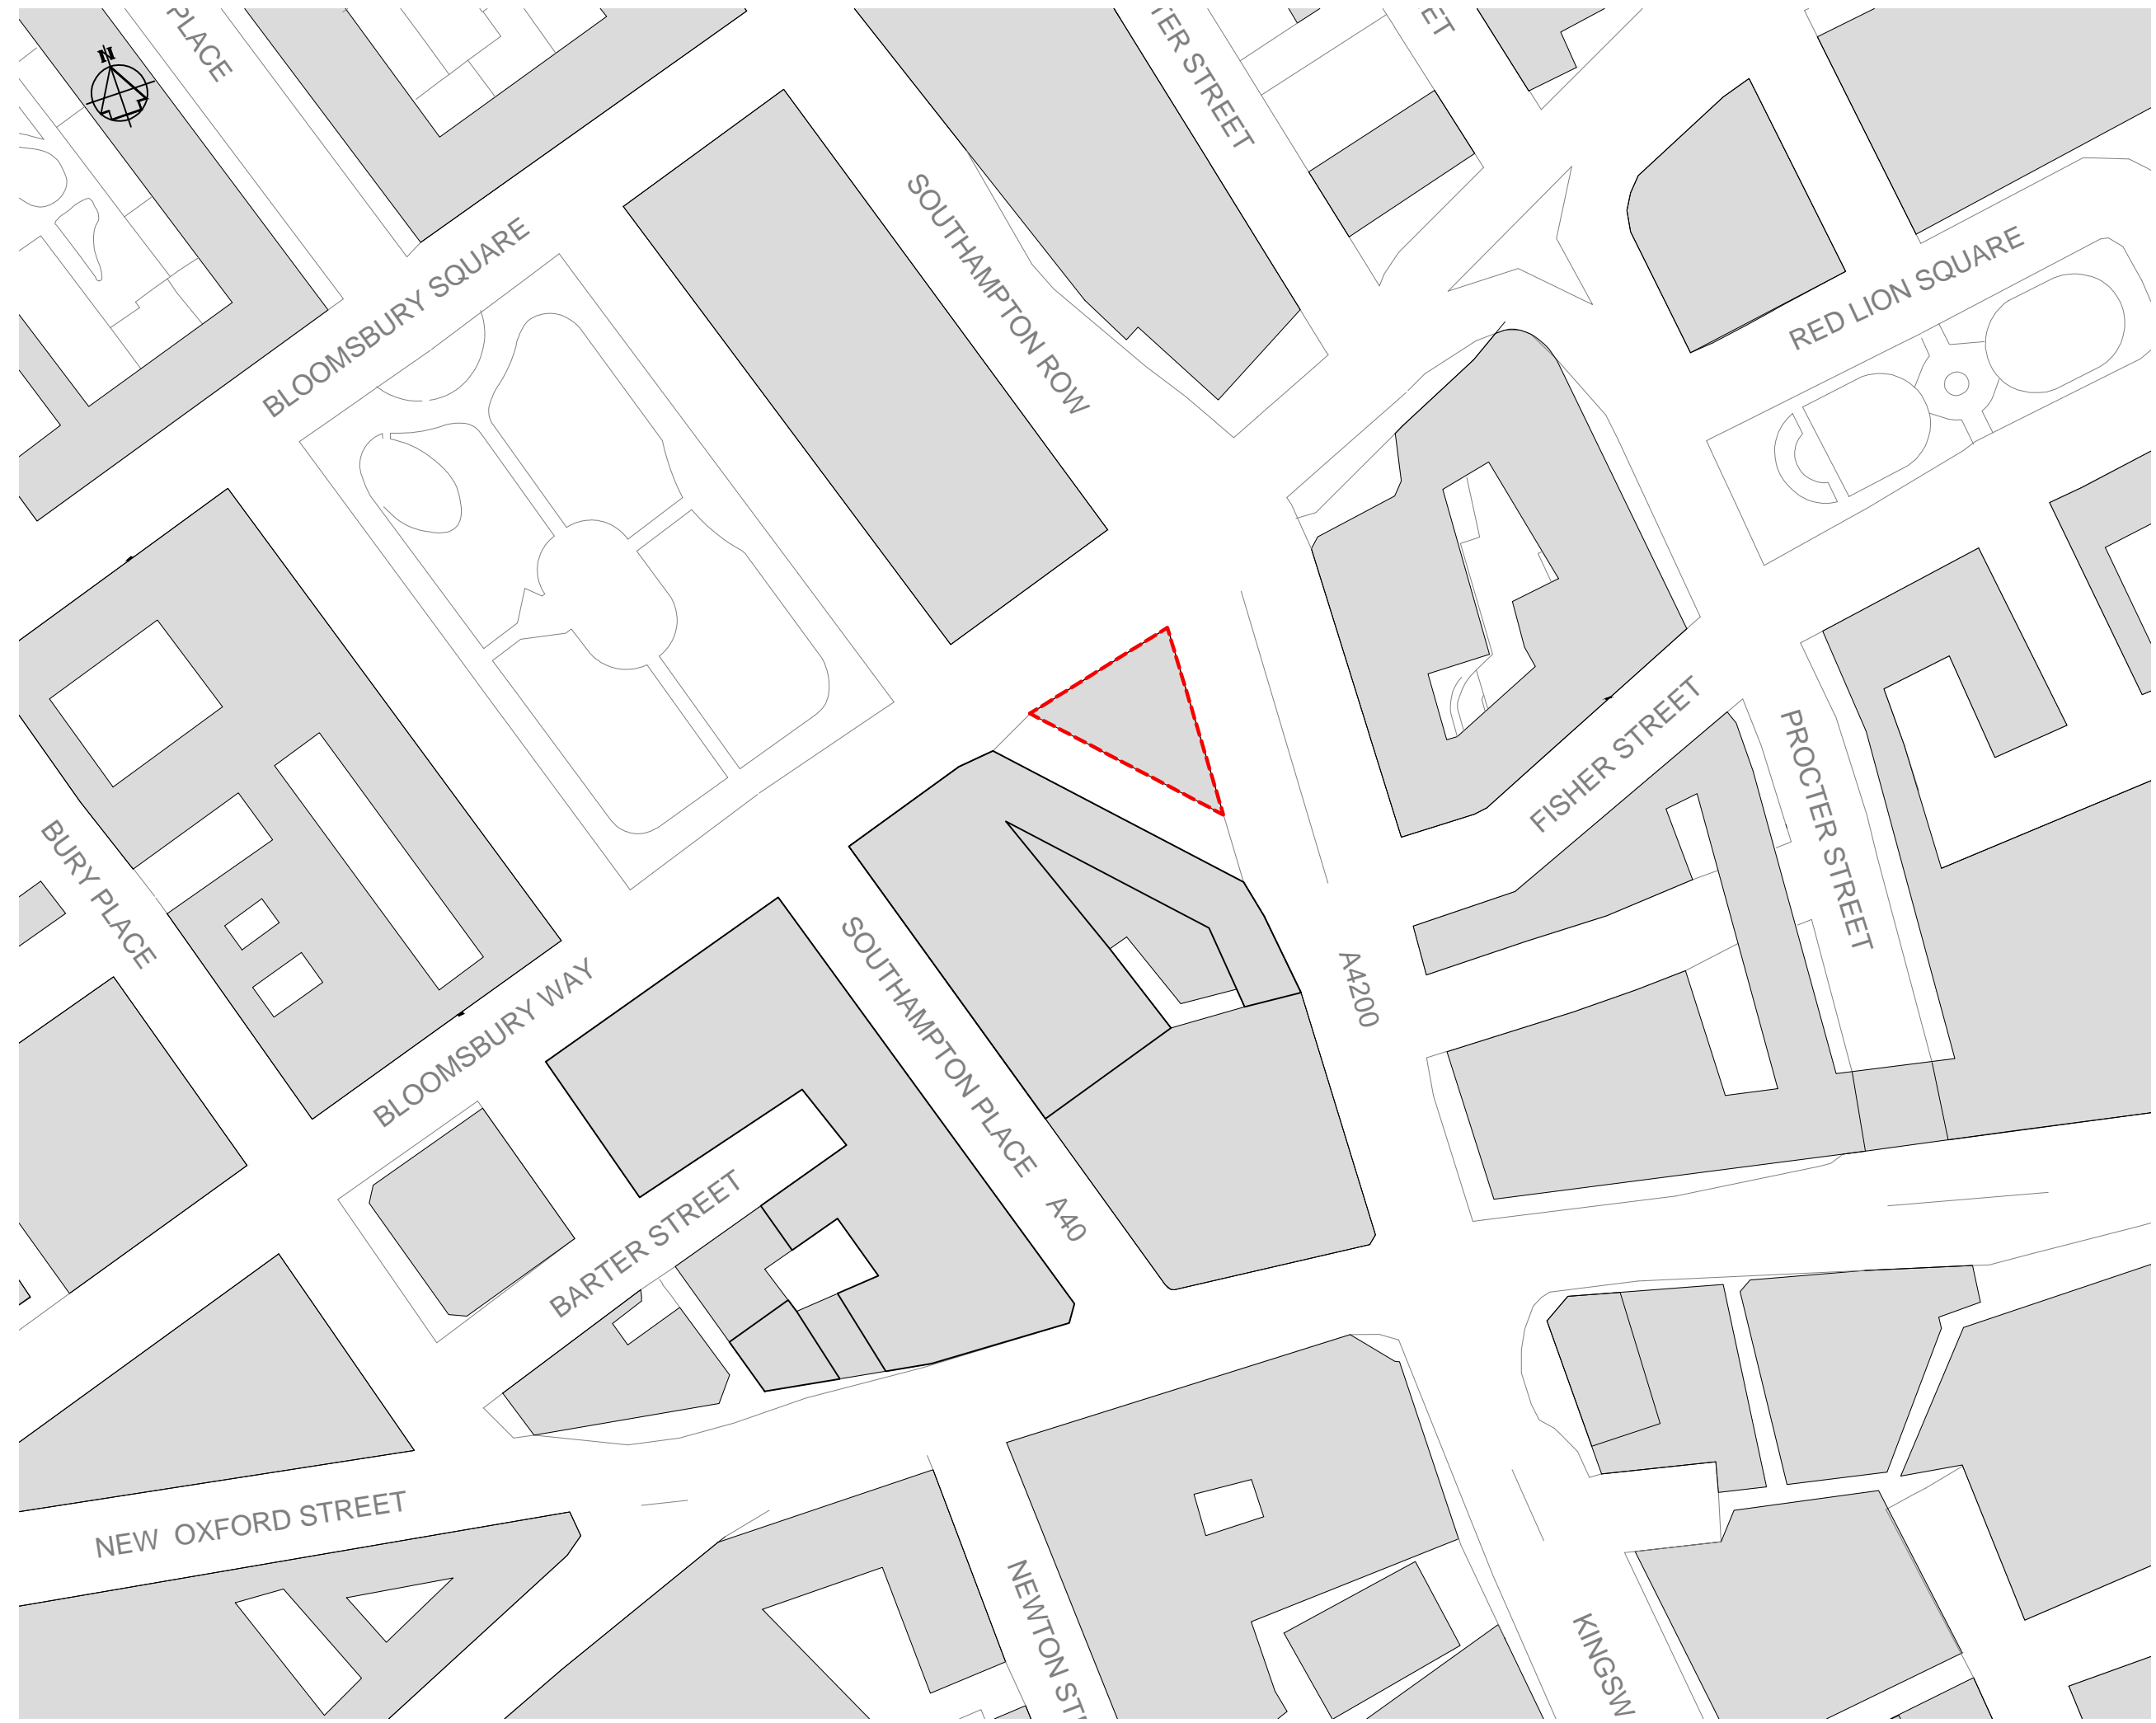 N
PLACE
ER STREET
ET
SOUTHAMPTON ROW
BLOOMSBURY SQUARE
RED LION SQUARE
FISHER STREET
PROCTER STREET
BURY PLACE
BLOOMSBURY WAY
SOUTHAMPTON PLACE A40
A4200
BARTER STREET
NEW OXFORD STREET
NEWTON ST
KINGSW